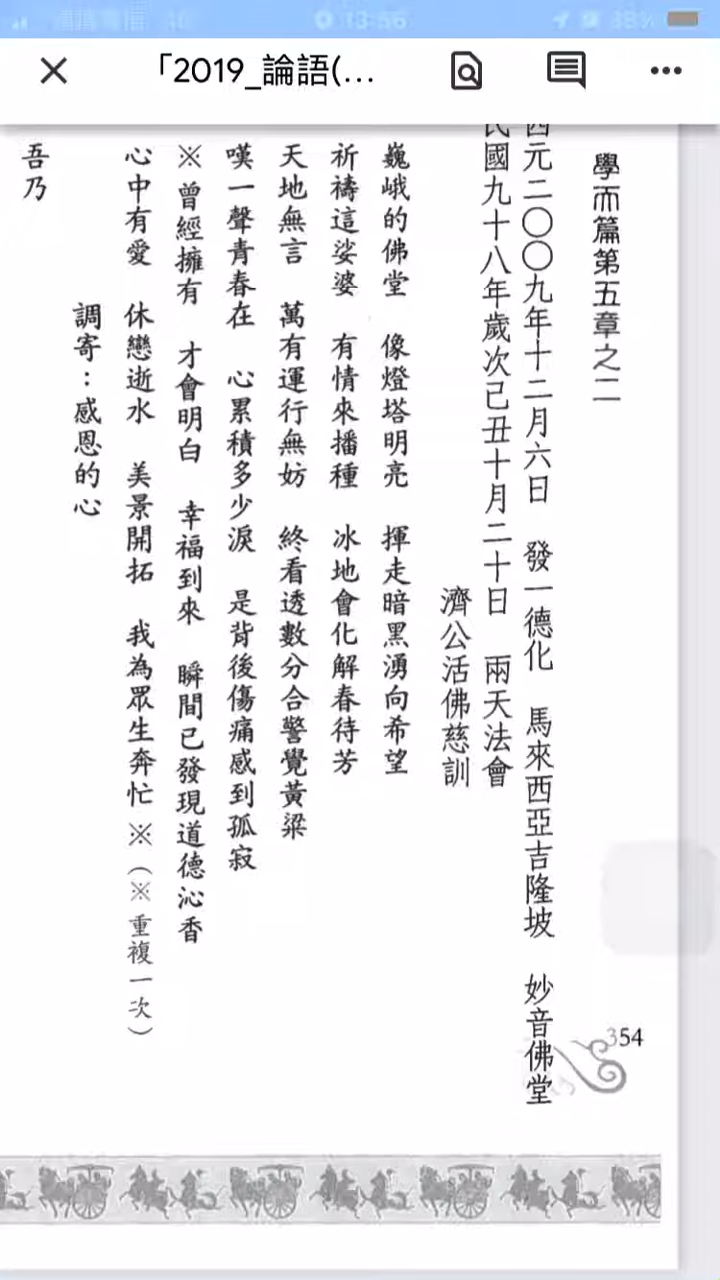 13:56
38%
「2019_論語(...
學而篇第五章之二
西元二〇〇九年十二月六日 發一德化 馬來西亞吉隆坡 妙音佛堂
民國九十八年歲次己丑十月二十日 兩天法會
濟公活佛慈訓
巍峨的佛堂 像燈塔明亮 揮走暗黑湧向希望
祈禱這娑婆 有情來播種 冰地會化解春待芳
天地無言 萬有運行無妨 終看透數分合警覺黃粱
嘆一聲青春在 心累積多少淚 是背後傷痛感到孤寂
※ 曾經擁有 才會明白 幸福到來 瞬間已發現道德沁香
心中有愛 休戀逝水 美景開拓 我為眾生奔忙 ※（※ 重複一次）
調寄：感恩的心
吾乃
354